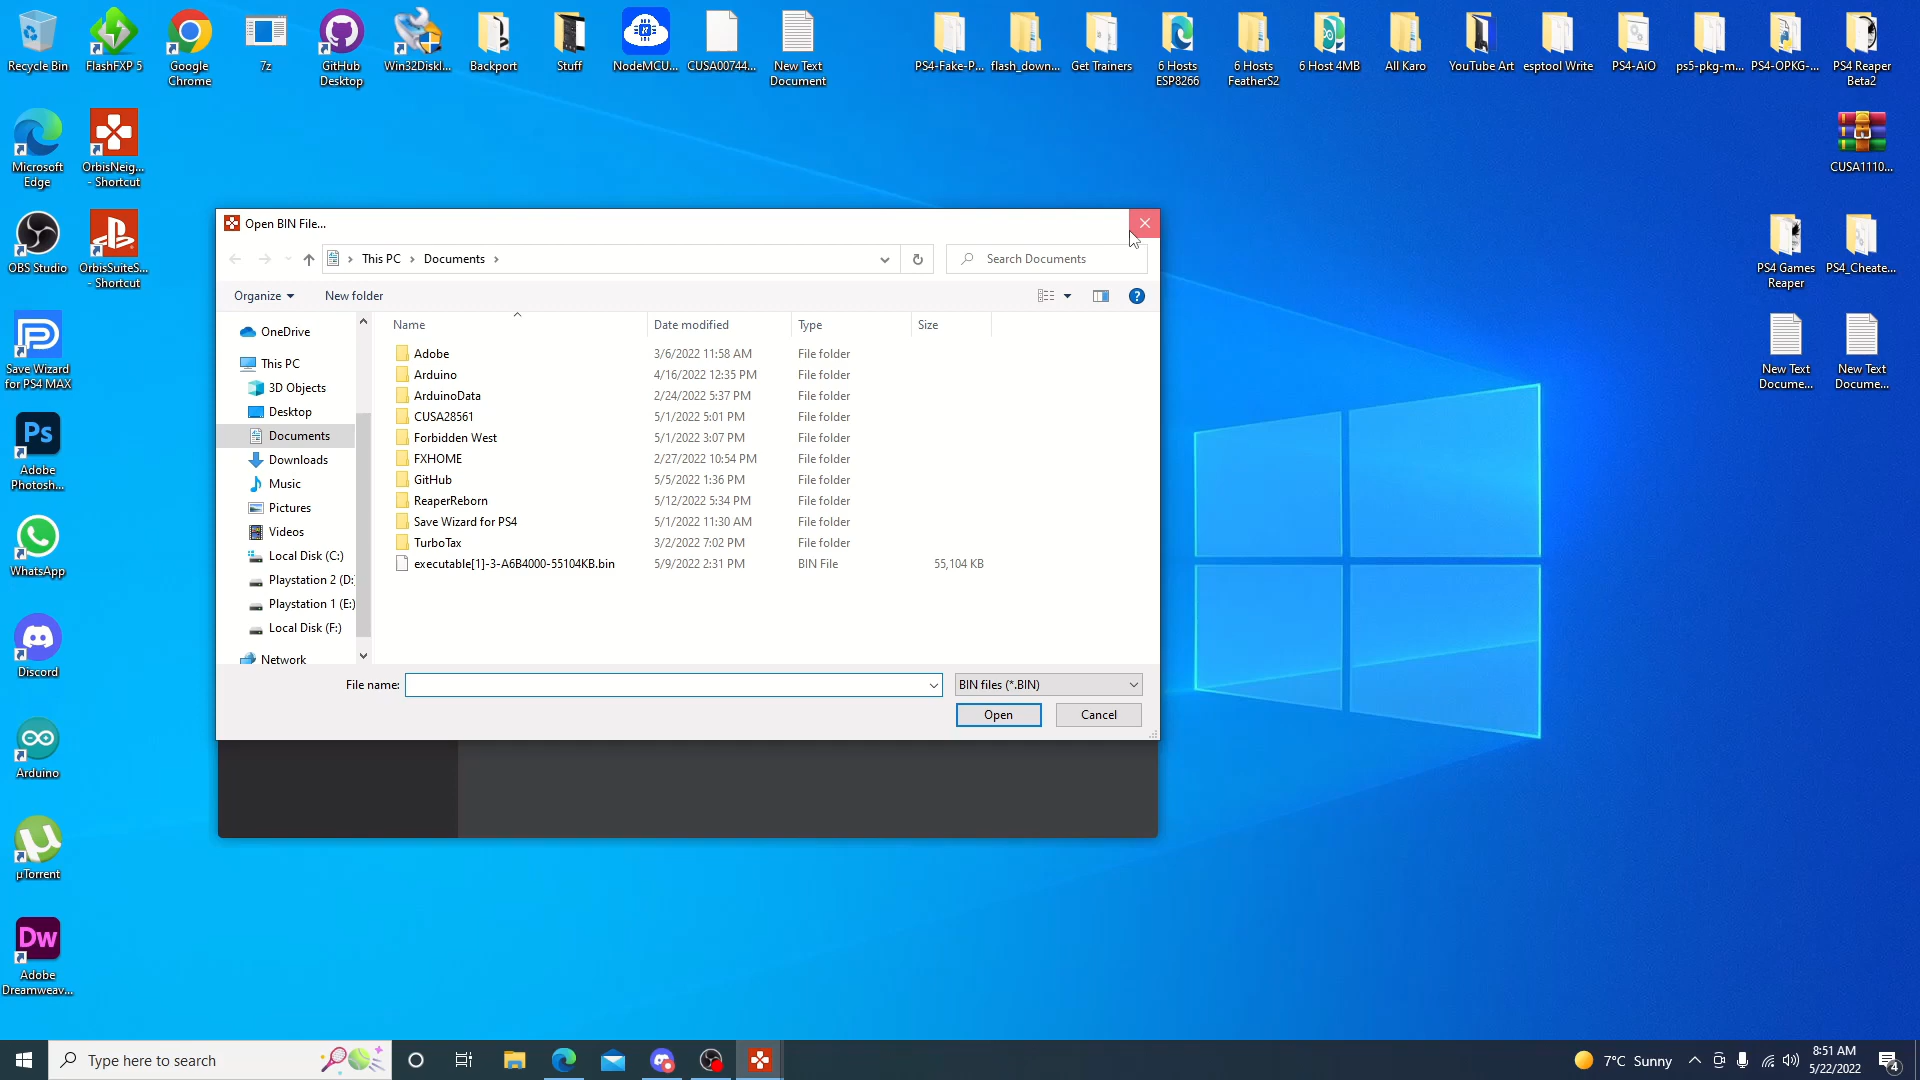 Recycle Bin
FlashFXP 5
Google
Chrome
7z
GitHub
Desktop
Win32DiskI...
Backport
Stuff
NodeMCU...
CUSA00744...
New Text
Document
PS4-Fake-P...
flash_down...
Get Trainers
6 Hosts
ESP8266
6 Hosts
FeatherS2
6 Host 4MB
All Karo
YouTube Art
esptool Write
PS4-AiO
ps5-pkg-m...
PS4-OPKG-...
PS4 Reaper
Beta2
Microsoft
Edge
OrbisNeig...
- Shortcut
CUSA1110...
OBS Studio
OrbisSuiteS...
- Shortcut
PS4 Games
Reaper
PS4_Cheate...
Save Wizard
for PS4 MAX
New Text
Docume...
New Text
Docume...
Ps
Adobe
Photosh...
WhatsApp
Discord
Arduino
µTorrent
Dw
Adobe
Dreamweav...
Open BIN File...
This PC > Documents >
Search Documents
Organize
New folder
Name
Date modified
Type
Size
OneDrive
This PC
3D Objects
Desktop
Documents
Downloads
Music
Pictures
Videos
Local Disk (C:)
Playstation 2 (D:
Playstation 1 (E:)
Local Disk (F:)
Network
Adobe 3/6/2022 11:58 AM File folder
Arduino 4/16/2022 12:35 PM File folder
ArduinoData 2/24/2022 5:37 PM File folder
CUSA28561 5/1/2022 5:01 PM File folder
Forbidden West 5/1/2022 3:07 PM File folder
FXHOME 2/27/2022 10:54 PM File folder
GitHub 5/5/2022 1:36 PM File folder
ReaperReborn 5/12/2022 5:34 PM File folder
Save Wizard for PS4 5/1/2022 11:30 AM File folder
TurboTax 3/2/2022 7:02 PM File folder
executable[1]-3-A6B4000-55104KB.bin 5/9/2022 2:31 PM BIN File 55,104 KB
File name:
BIN files (*.BIN)
Open
Cancel
Type here to search
7°C Sunny
8:51 AM
5/22/2022
4